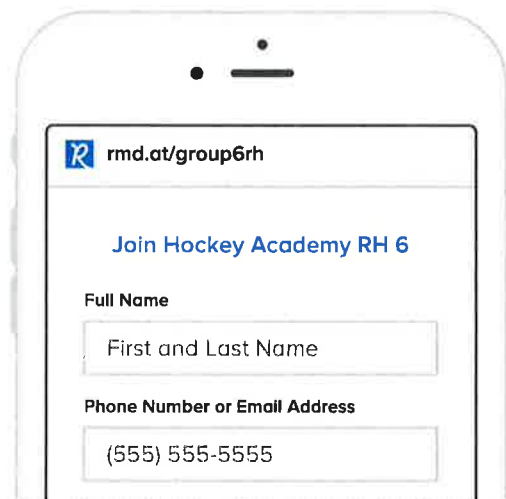 rmd.at/group6rh
Join Hockey Academy RH 6
Full Name
First and Last Name
Phone Number or Email Address
(555) 555-5555